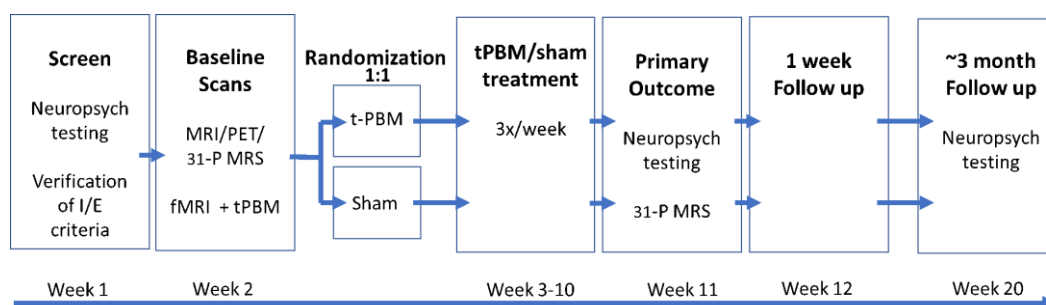 Screen
Neuropsych
testing
Verification
of I/E
criteria
Baseline
Scans
MRI/PET/
31-P MRS
fMRI + tPBM
Randomization
1:1
t-PBM
Sham
tPBM/sham
treatment
3x/week
Primary
Outcome
Neuropsych
testing
31-P MRS
1 week
Follow up
~3 month
Follow up
Neuropsych
testing
Week 1
Week 2
Week 3-10
Week 11
Week 12
Week 20